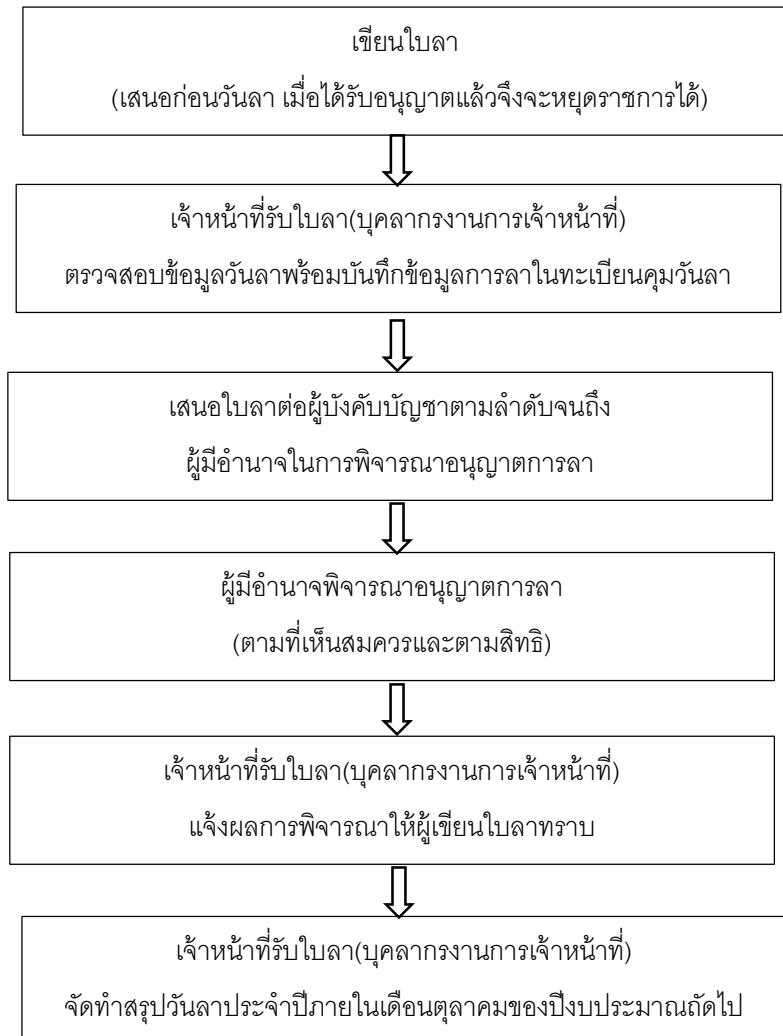 เขียนใบลา
(เสนอก่อนวันลา เมื่อได้รับอนุญาตแล้วจึงจะหยุดราชการได้)
เจ้าหน้าที่รับใบลา(บุคลากรงานการเจ้าหน้าที่)
ตรวจสอบข้อมูลวันลาพร้อมบันทึกข้อมูลการลาในทะเบียนคุมวันลา
เสนอใบลาต่อผู้บังคับบัญชาตามลำดับจนถึง
ผู้มีอำนาจในการพิจารณาอนุญาตการลา
ผู้มีอำนาจพิจารณาอนุญาตการลา
(ตามที่เห็นสมควรและตามสิทธิ)
เจ้าหน้าที่รับใบลา(บุคลากรงานการเจ้าหน้าที่)
แจ้งผลการพิจารณาให้ผู้เขียนใบลาทราบ
เจ้าหน้าที่รับใบลา(บุคลากรงานการเจ้าหน้าที่)
จัดทำสรุปวันลาประจำปีภายในเดือนตุลาคมของปีงบประมาณถัดไป